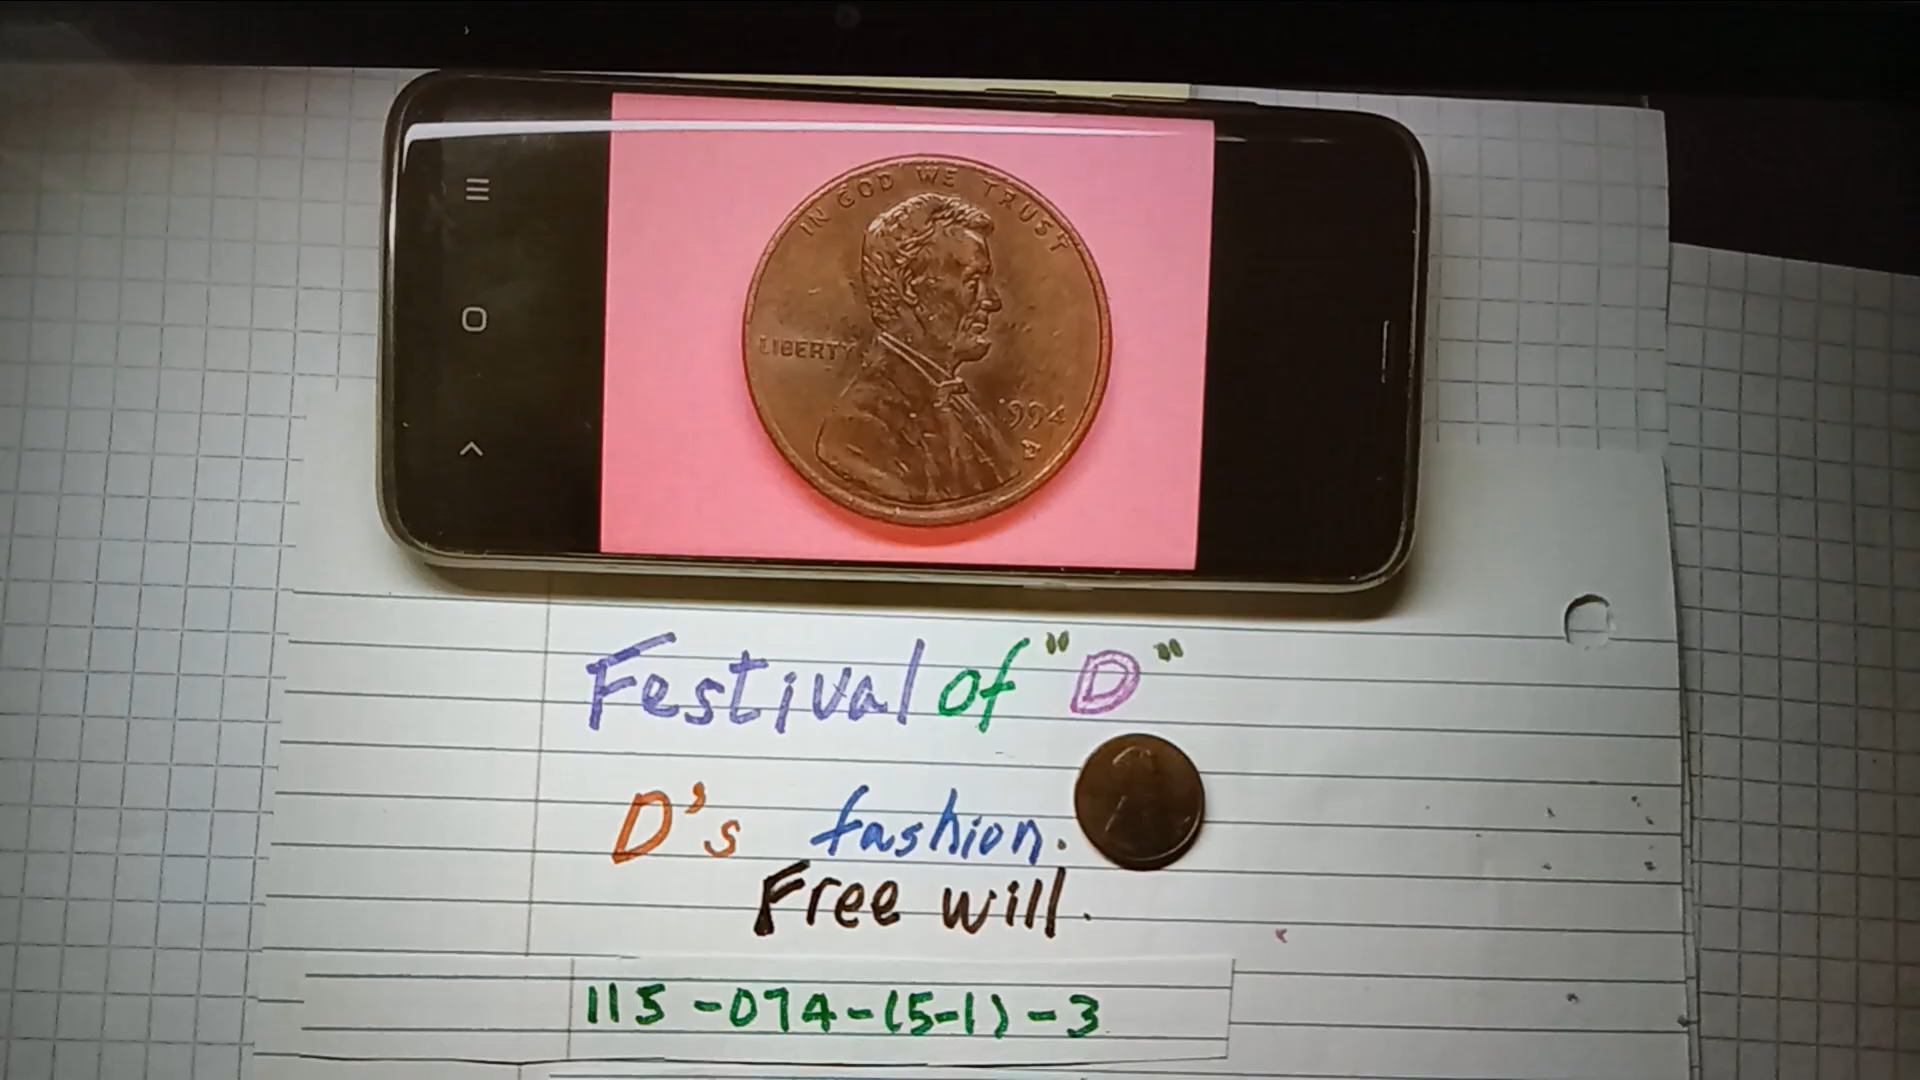 IN GOD WE TRUST
LIBERTY
1994
D
Festival of "D"
D's fashion.
Free will.
115-074-(5-1)-3